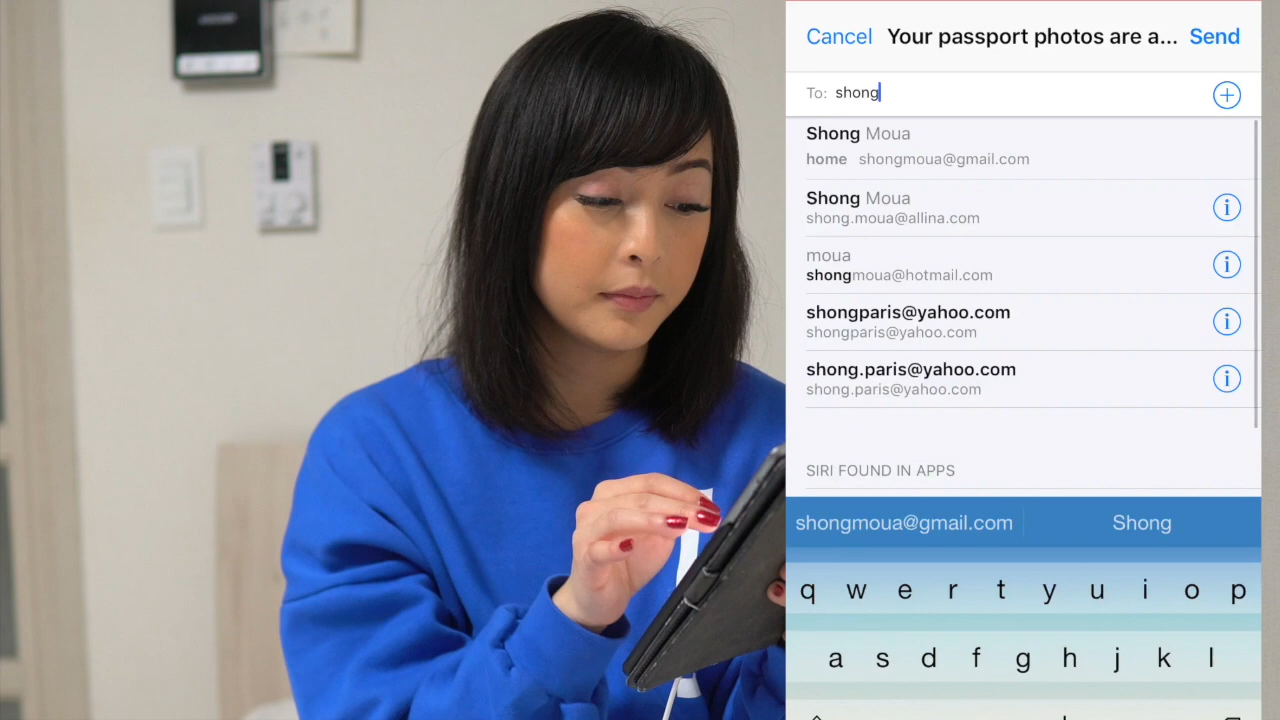 Cancel Your passport photos are a... Send
To: shong
Shong Moua
home shongmoua@gmail.com
Shong Moua
shong.moua@allina.com
moua
shongmoua@hotmail.com
shongparis@yahoo.com
shongparis@yahoo.com
shong.paris@yahoo.com
shong.paris@yahoo.com
SIRI FOUND IN APPS
shongmoua@gmail.com Shong
q w e r t y u i o p
a s d f g h j k l